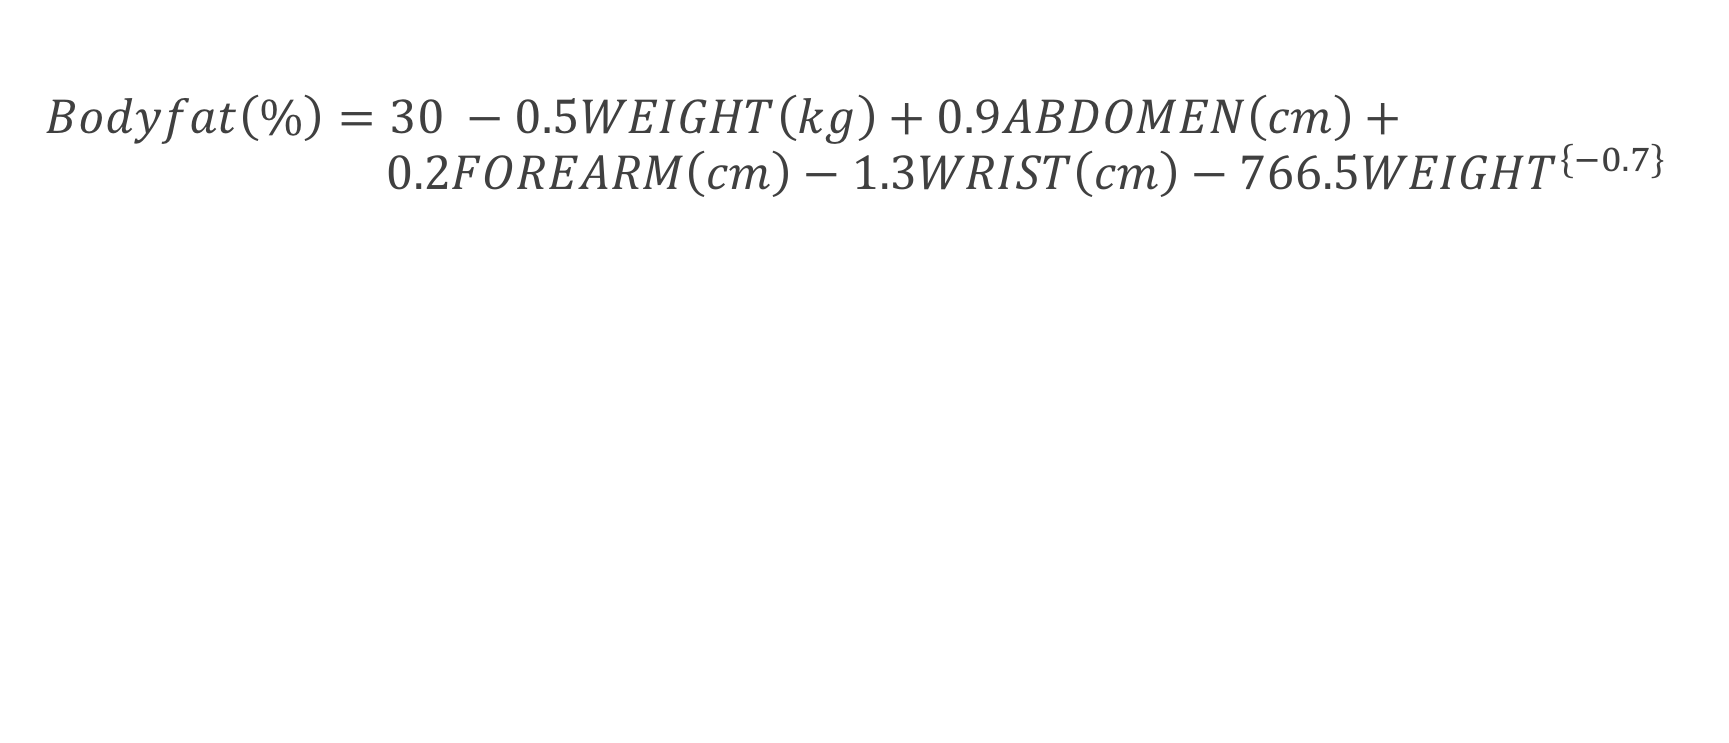 Bodyfat(%) = 30 − 0.5WEIGHT(kg) + 0.9ABDOMEN(cm) +
0.2FOREARM(cm) − 1.3WRIST(cm) − 766.5WEIGHT^{−0.7}